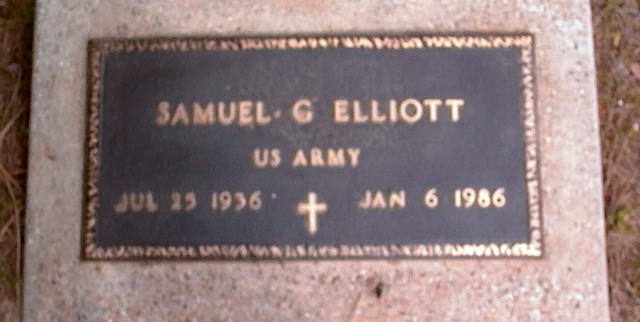 SAMUEL G ELLIOTT
US ARMY
JUL 25 1936 JAN 6 1986